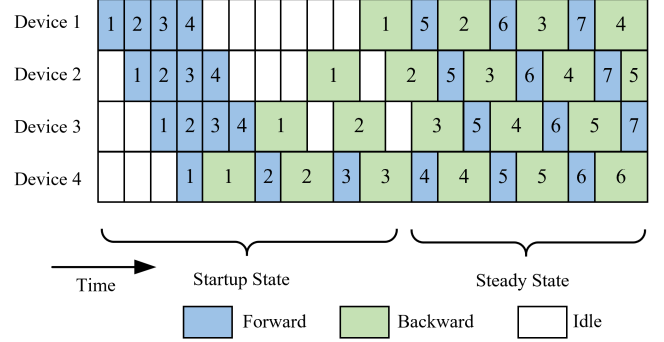 Device 1 1 2 3 4 1 5 2 6 3 7 4
Device 2 1 2 3 4 1 2 5 3 6 4 7 5
Device 3 1 2 3 4 1 2 3 5 4 6 5 7
Device 4 1 1 2 2 3 3 4 4 5 5 6 6
Time Startup State Steady State
Forward Backward Idle